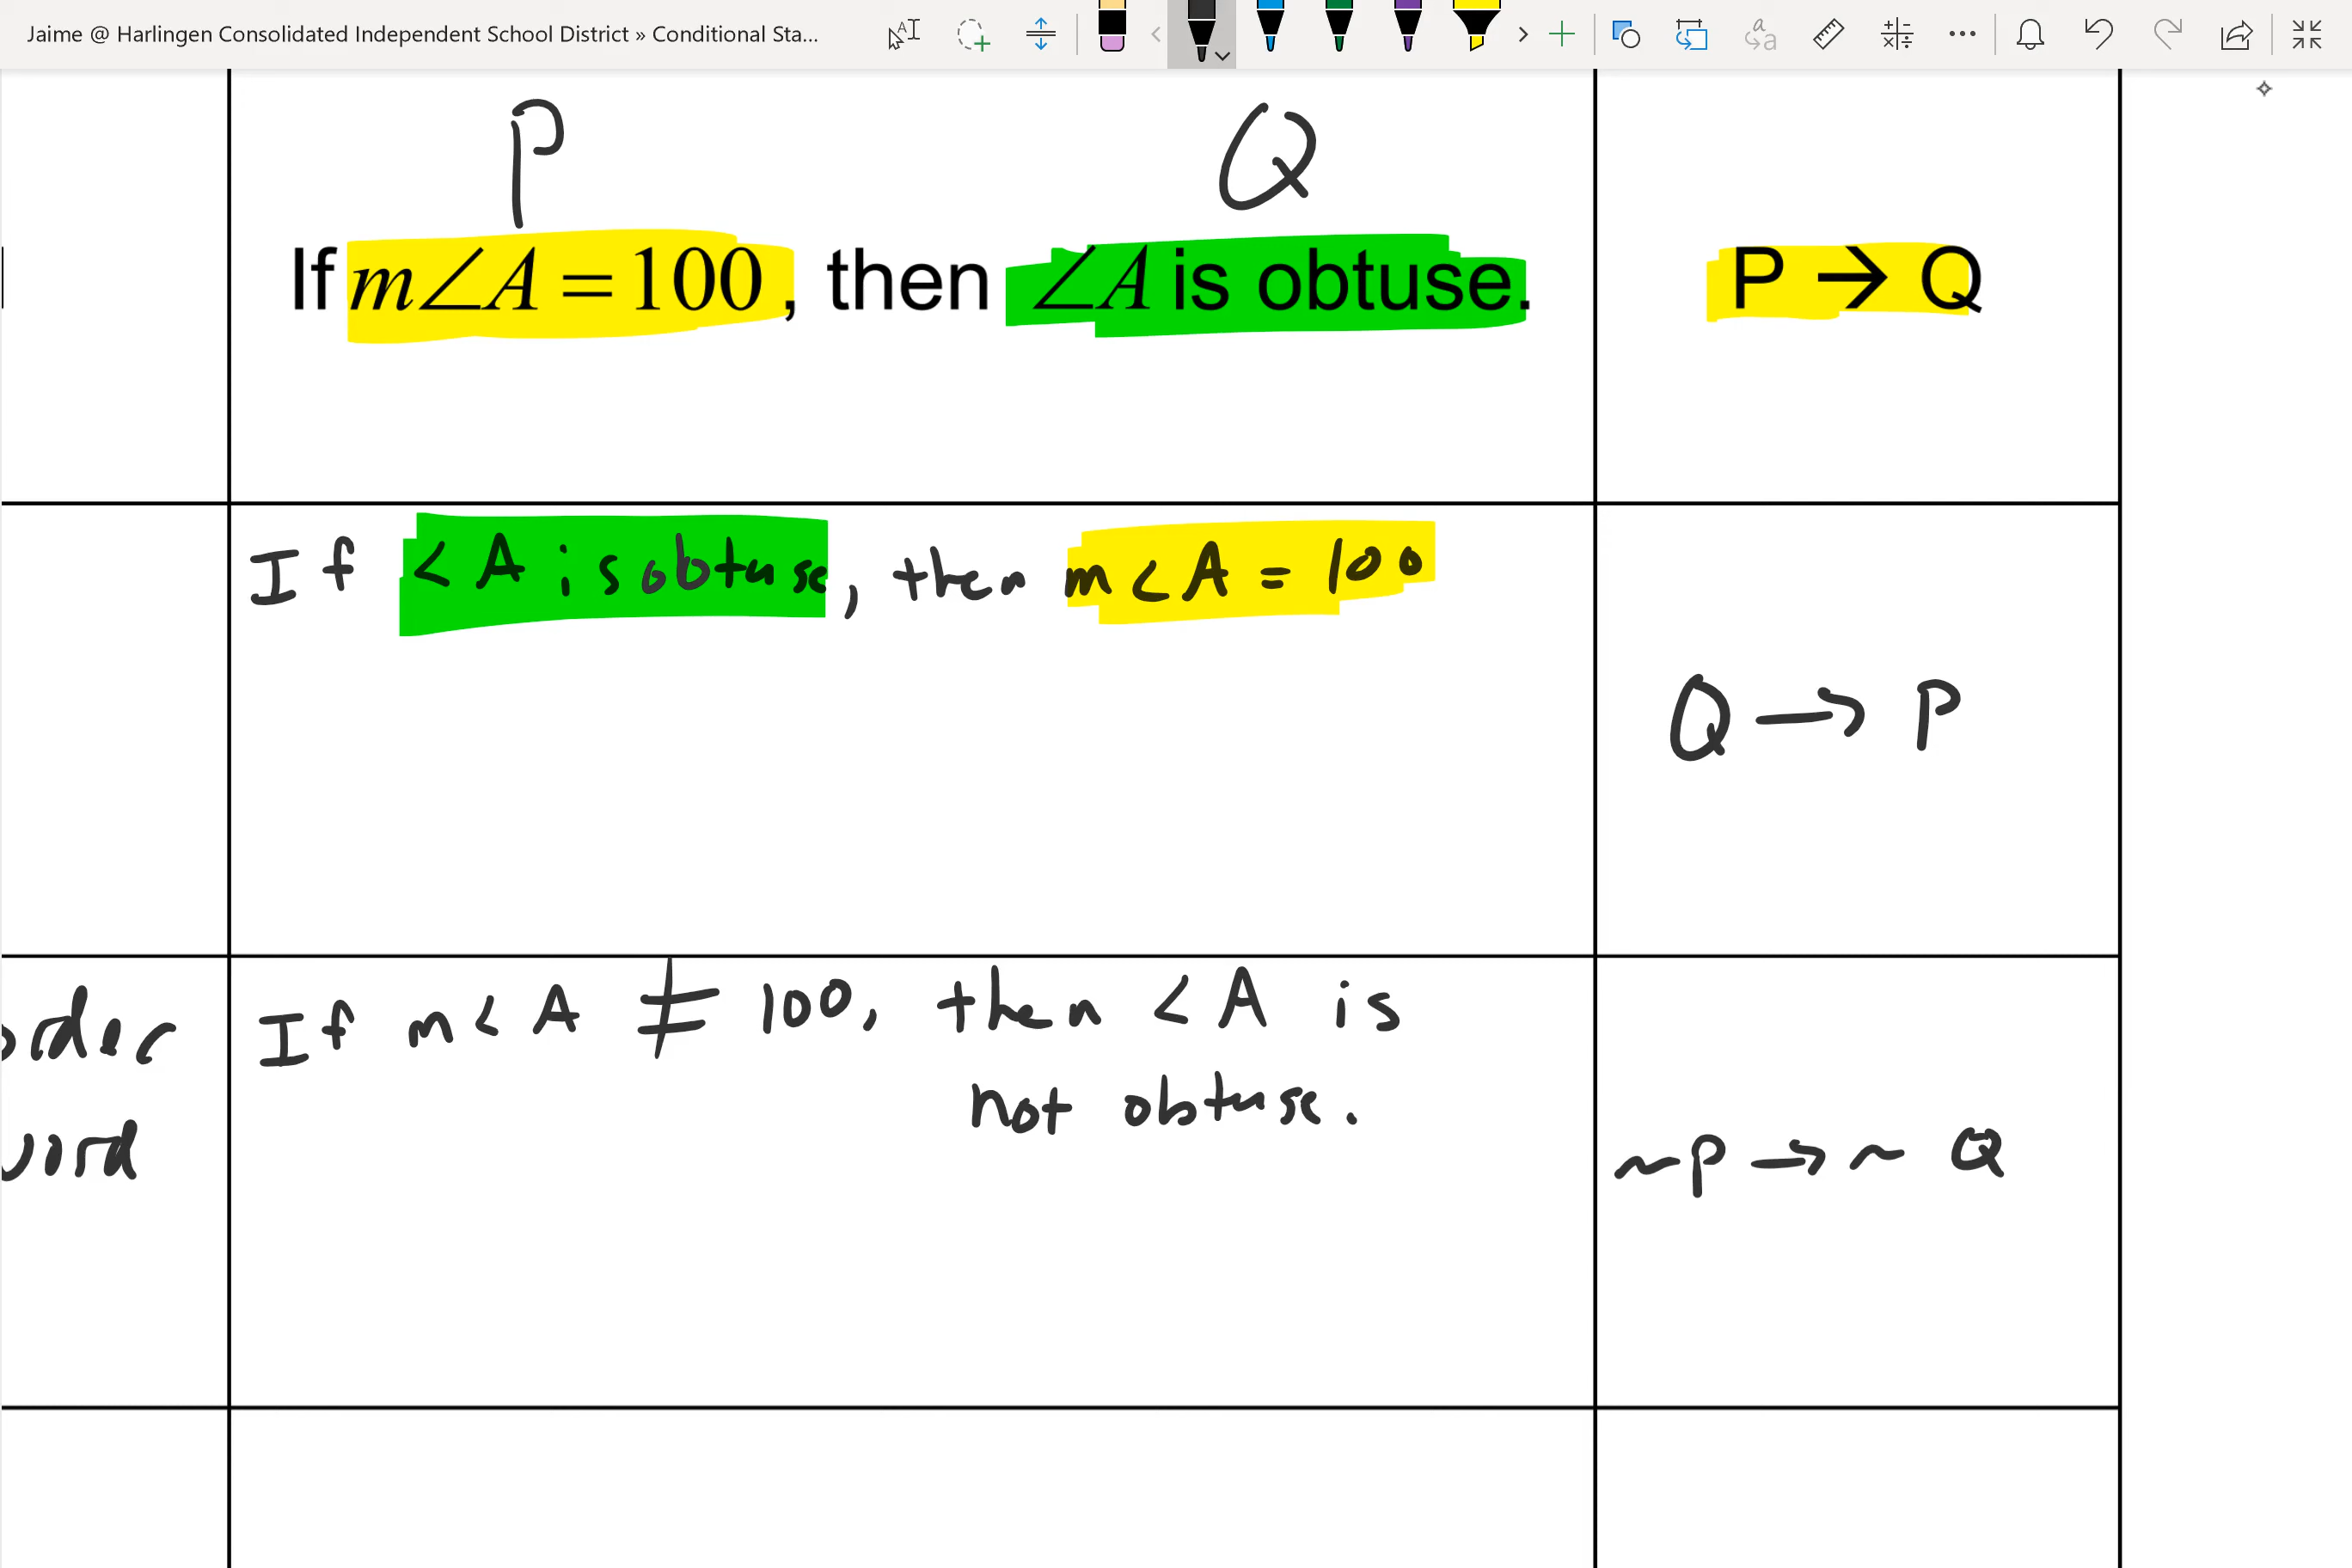 Jaime @ Harlingen Consolidated Independent School District » Conditional Sta...
P Q
If m∠A = 100, then ∠A is obtuse. P → Q
If < A is obtuse, then m < A = 100
Q → P
If m < A ≠ 100, then < A is
not obtuse.
~P → ~ Q